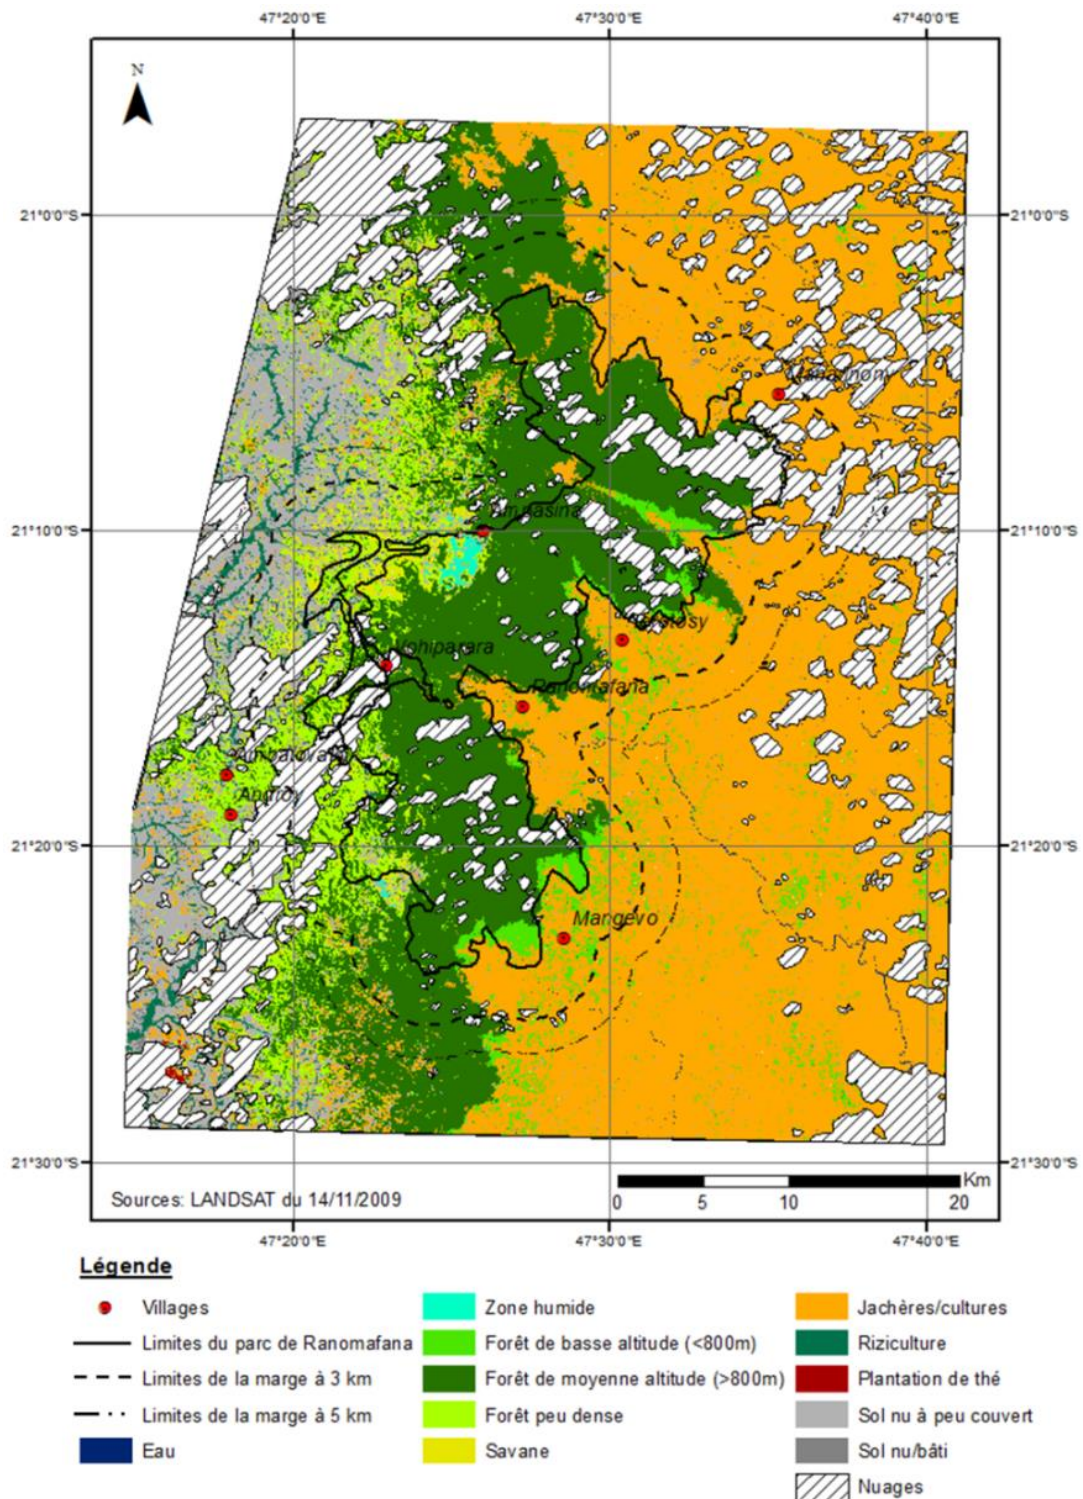 47°20'0"E 47°30'0"E 47°40'0"E
N
21°0'0"S 21°0'0"S
21°10'0"S 21°10'0"S
Ranomafana
21°20'0"S 21°20'0"S
Mangevo
21°30'0"S 21°30'0"S
Sources: LANDSAT du 14/11/2009
Km
0 5 10 20
47°20'0"E 47°30'0"E 47°40'0"E
Légende
Villages
Limites du parc de Ranomafana
Limites de la marge à 3 km
Limites de la marge à 5 km
Eau
Zone humide
Forêt de basse altitude (<800m)
Forêt de moyenne altitude (>800m)
Forêt peu dense
Savane
Jachères/cultures
Riziculture
Plantation de thé
Sol nu à peu couvert
Sol nu/bâti
Nuages